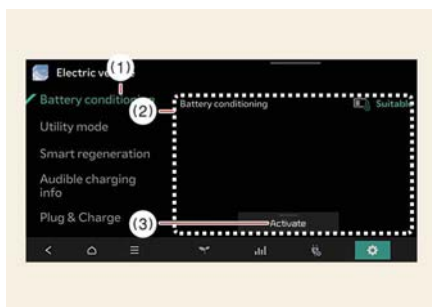 Electric ve
(1)
Battery conditioning
(2)
Battery conditioning
Suitable
Utility mode
Smart regeneration
Audible charging
info
Plug & Charge
(3)
Activate